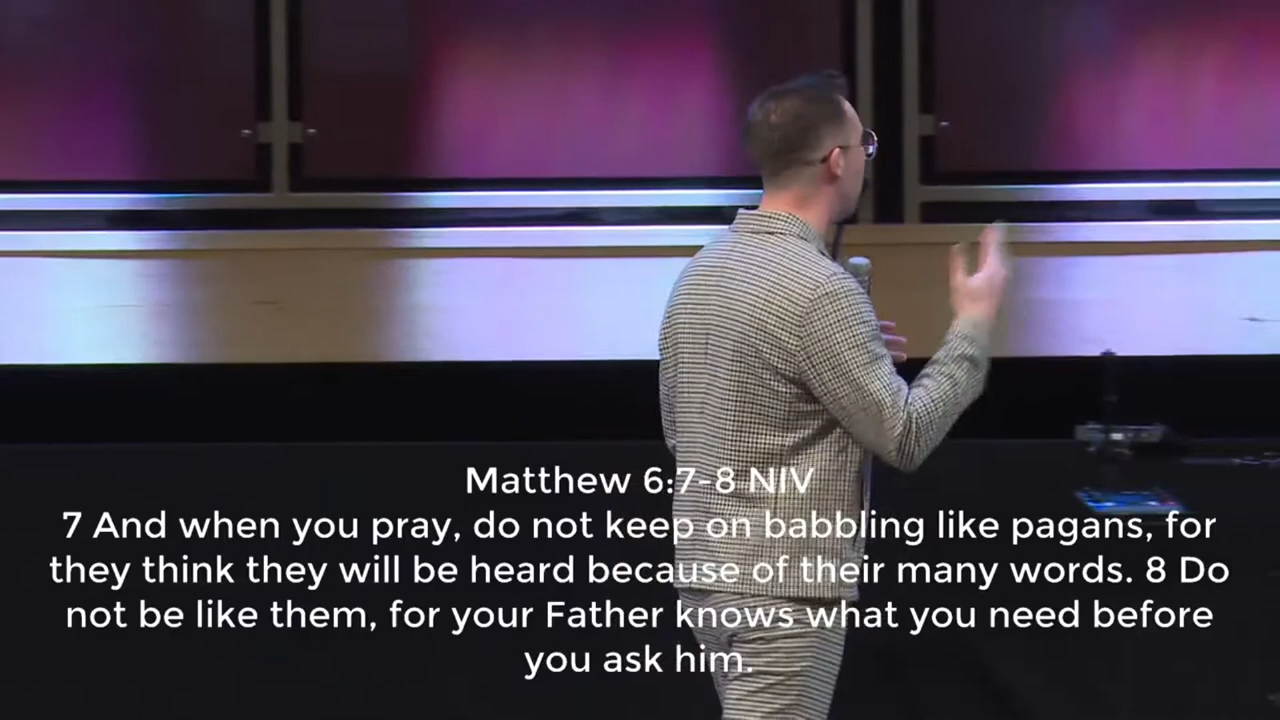 Matthew 6:7-8 NIV
7 And when you pray, do not keep on babbling like pagans, for
they think they will be heard because of their many words. 8 Do
not be like them, for your Father knows what you need before
you ask him.